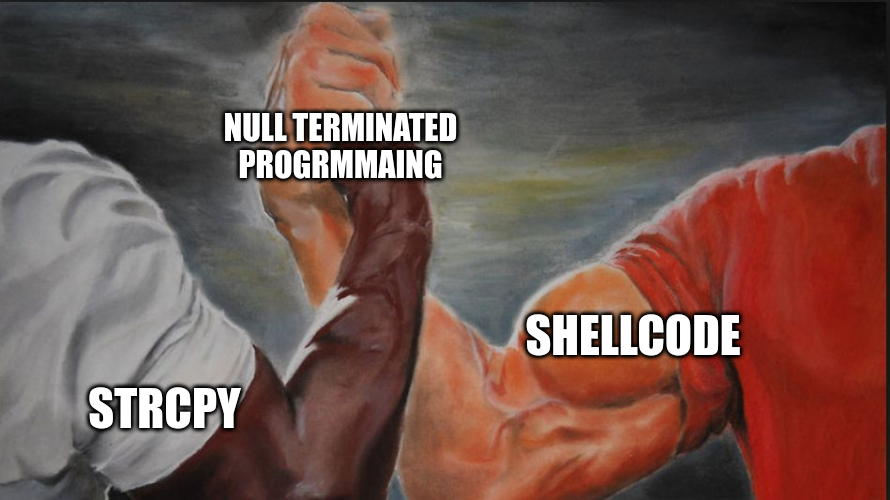 NULL TERMINATED
PROGRMMAING
SHELLCODE
STRCPY